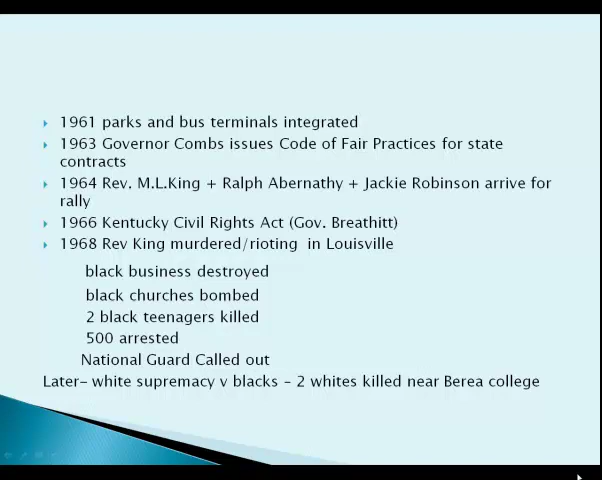 1961 parks and bus terminals integrated
1963 Governor Combs issues Code of Fair Practices for state
contracts
1964 Rev. M.L.King + Ralph Abernathy + Jackie Robinson arrive for
rally
1966 Kentucky Civil Rights Act (Gov. Breathitt)
1968 Rev King murdered/rioting in Louisville
black business destroyed
black churches bombed
2 black teenagers killed
500 arrested
National Guard Called out
Later- white supremacy v blacks - 2 whites killed near Berea college